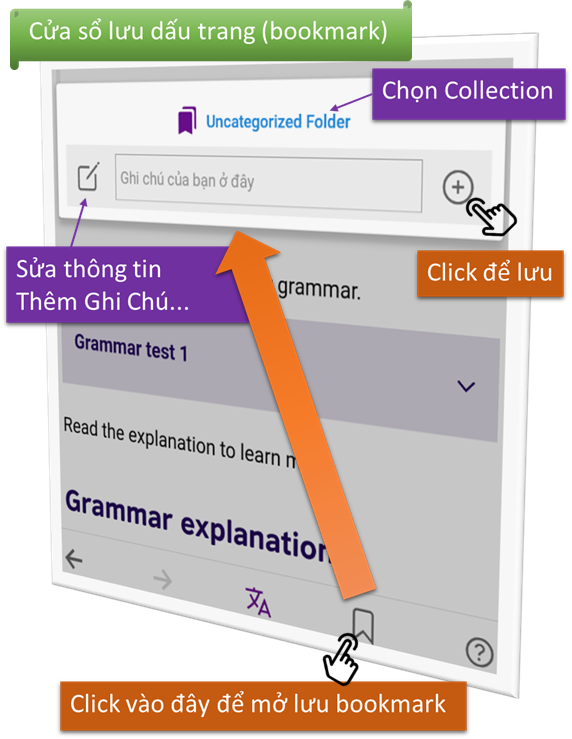 Cửa sổ lưu dấu trang (bookmark)
Chọn Collection
Uncategorized Folder
Ghi chú của bạn ở đây
Sửa thông tin
Thêm Ghi Chú...
Click để lưu
grammar.
Grammar test 1
Read the explanation to learn
Grammar explanation
Click vào đây để mở lưu bookmark